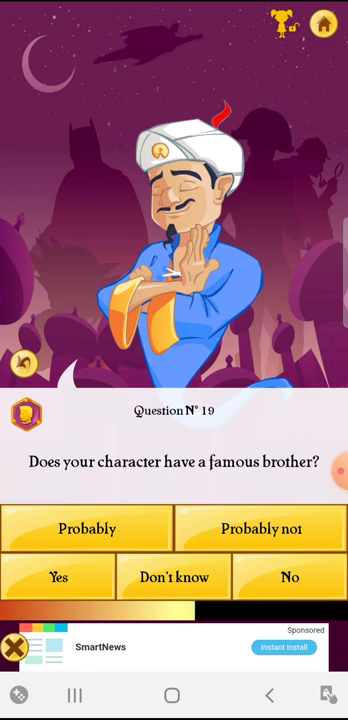 Question N° 19
Does your character have a famous brother?
Probably
Probably not
Yes
Don't know
No
Sponsored
SmartNews
Instant Install